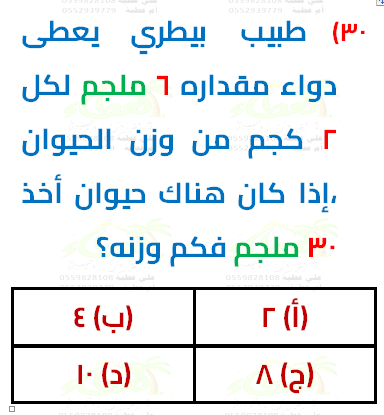 ٣٠) طبيب بيطري يعطى
دواء مقداره ٦ ملجم لكل
٢ كجم من وزن الحيوان
،إذا كان هناك حيوان أخذ
٣٠ ملجم فكم وزنه؟
(أ) ٢
(ب) ٤
(ج) ٨
(د) ١٠